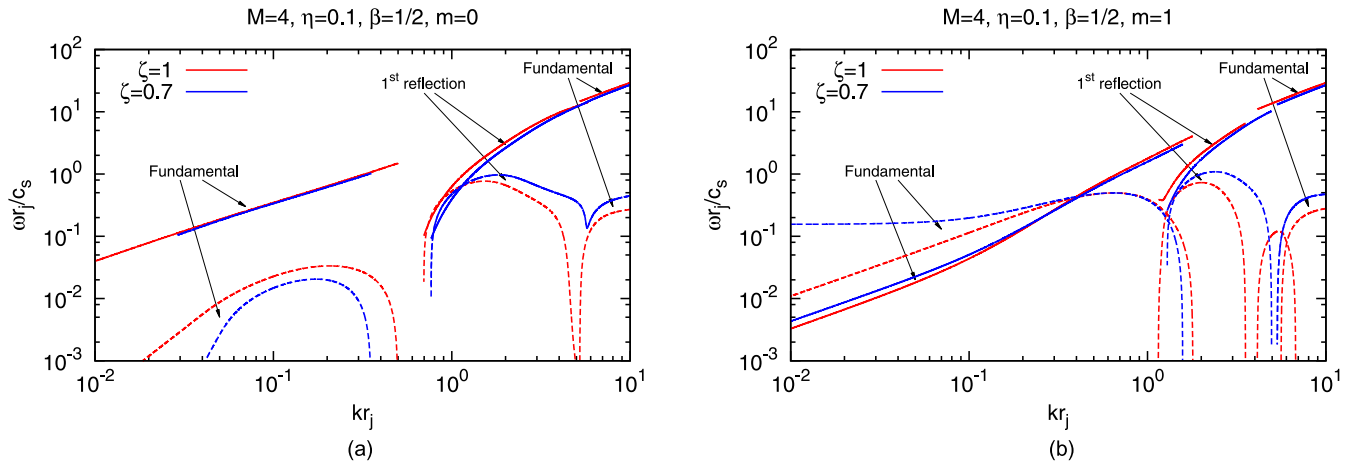 M=4, η=0.1, β=1/2, m=0
ζ=1
ζ=0.7
1st reflection
Fundamental
Fundamental
ωrj/cs
10^2
10^1
10^0
10^-1
10^-2
10^-3
10^-2
10^-1
10^0
10^1
krj
(a)
M=4, η=0.1, β=1/2, m=1
ζ=1
ζ=0.7
1st reflection
Fundamental
Fundamental
ωrj/cs
10^2
10^1
10^0
10^-1
10^-2
10^-3
10^-2
10^-1
10^0
10^1
krj
(b)